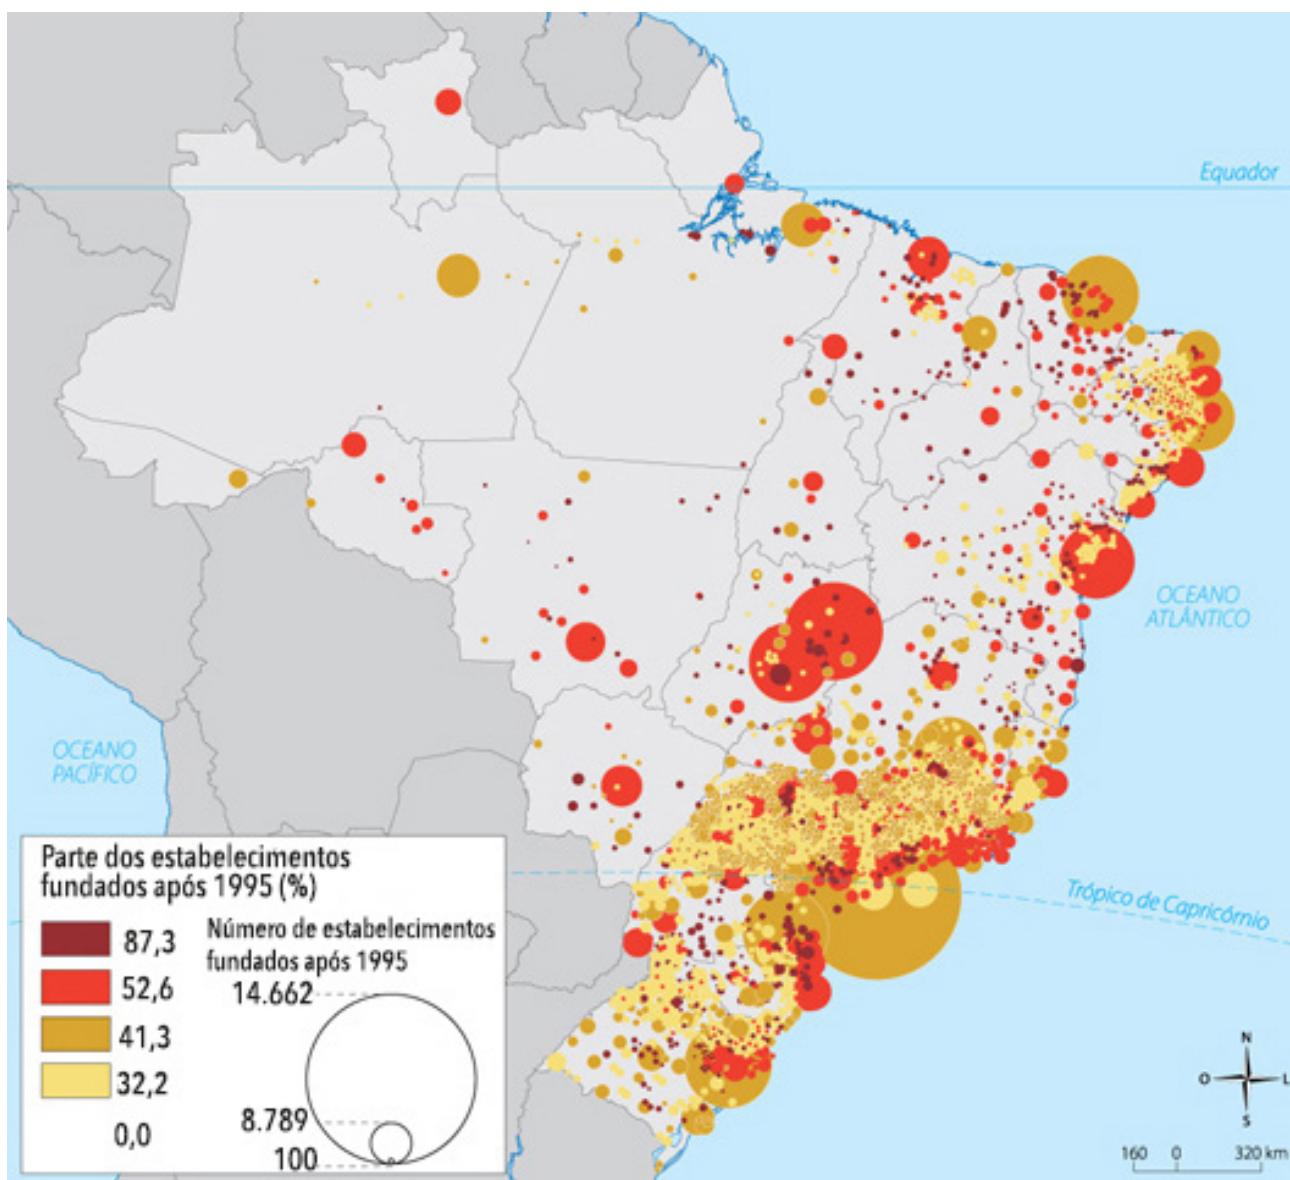 Equador
OCEANO
ATLÂNTICO
OCEANO
PACÍFICO
Trópico de Capricórnio
Parte dos estabelecimentos
fundados após 1995 (%)
87,3
52,6
41,3
32,2
0,0
Número de estabelecimentos
fundados após 1995
14.662
8.789
100
N
O
L
S
160 0 320 km